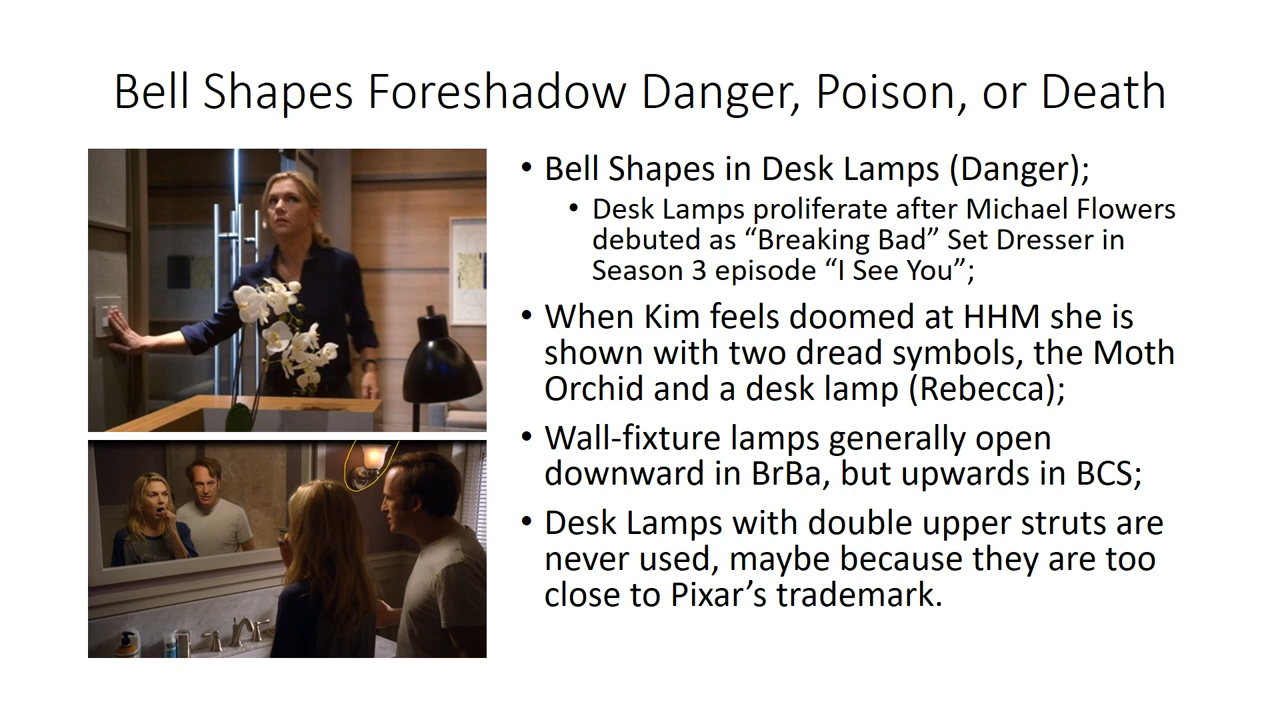 Bell Shapes Foreshadow Danger, Poison, or Death
• Bell Shapes in Desk Lamps (Danger);
• Desk Lamps proliferate after Michael Flowers
debuted as “Breaking Bad” Set Dresser in
Season 3 episode “I See You”;
• When Kim feels doomed at HHM she is
shown with two dread symbols, the Moth
Orchid and a desk lamp (Rebecca);
• Wall-fixture lamps generally open
downward in BrBa, but upwards in BCS;
• Desk Lamps with double upper struts are
never used, maybe because they are too
close to Pixar’s trademark.